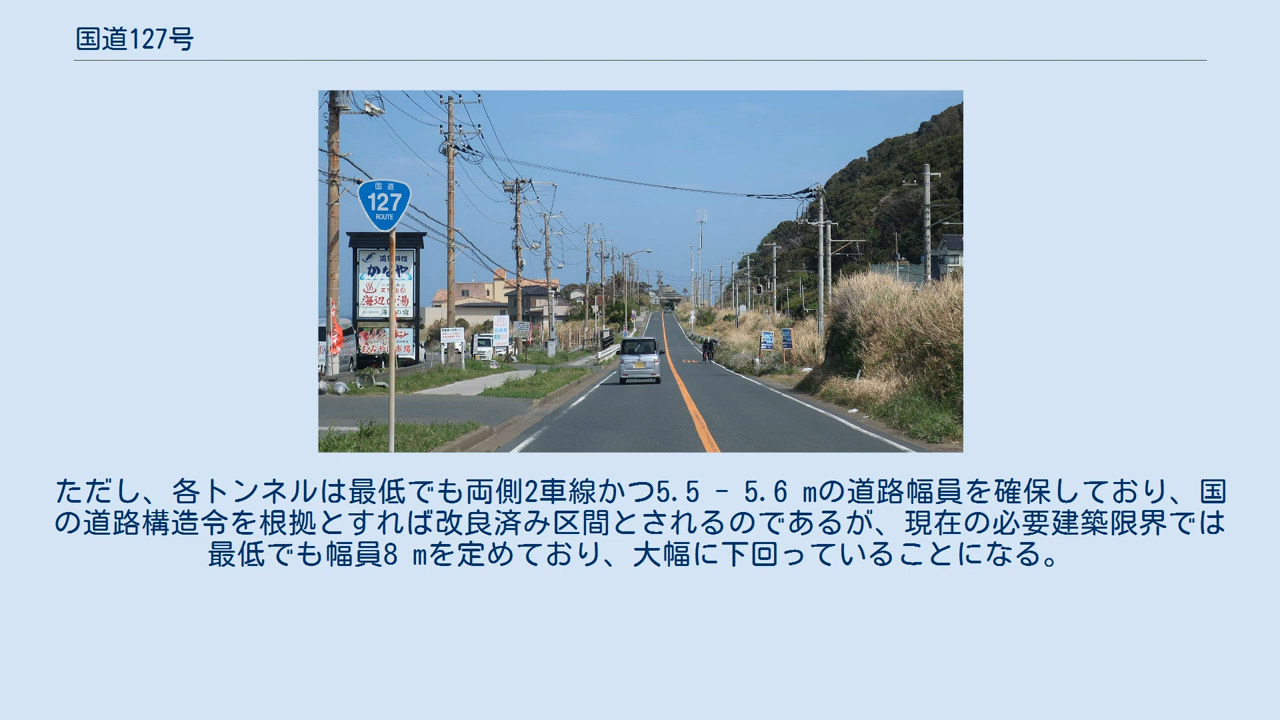 国道127号
国道
127
ROUTE
かなや
海辺の湯
ただし、各トンネルは最低でも両側2車線かつ5.5 - 5.6 mの道路幅員を確保しており、国
の道路構造令を根拠とすれば改良済み区間とされるのであるが、現在の必要建築限界では
最低でも幅員8 mを定めており、大幅に下回っていることになる。